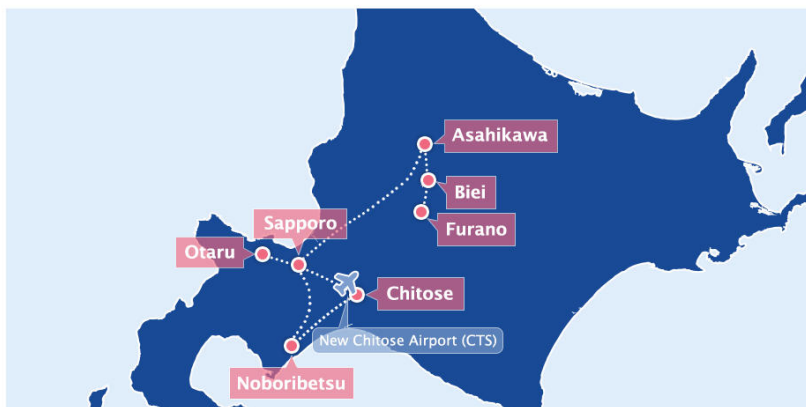 Asahikawa
Biei
Furano
Sapporo
Otaru
Chitose
New Chitose Airport (CTS)
Noboribetsu